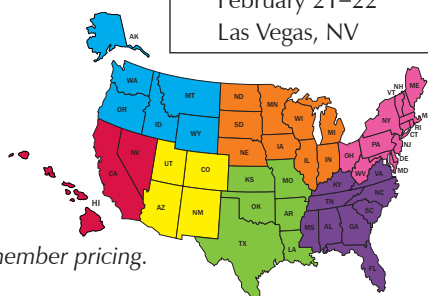 February 21–22
Las Vegas, NV
AK
WA
MT
ND
MN
OR
ID
SD
WI
MI
WY
NE
IA
NH
VT
ME
NY
M
RI
CT
PA
NJ
OH
DE
MD
WV
VA
IL
IN
CA
NV
UT
CO
KS
MO
KY
NC
TN
AZ
NM
OK
AR
SC
MS
AL
GA
TX
LA
FL
HI
member pricing.